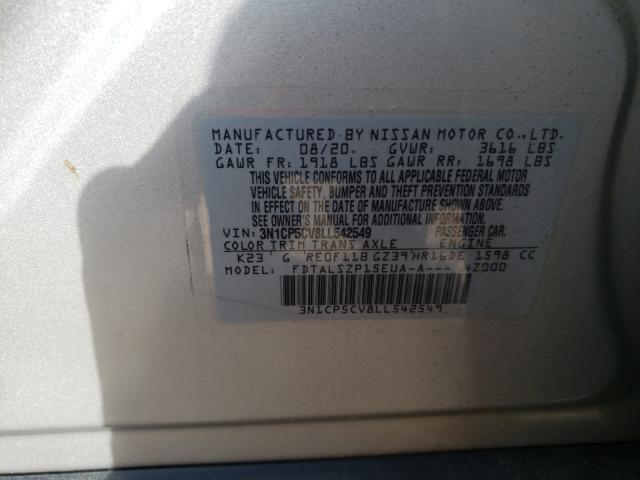 MANUFACTURED BY NISSAN MOTOR CO.,LTD.
DATE: 08/20. GVWR: 3616 LBS
GAWR FR: 1918 LBS GAWR RR: 1698 LBS
THIS VEHICLE CONFORMS TO ALL APPLICABLE FEDERAL MOTOR
VEHICLE SAFETY, BUMPER AND THEFT PREVENTION STANDARDS
IN EFFECT ON THE DATE OF MANUFACTURE SHOWN ABOVE.
SEE OWNER'S MANUAL FOR ADDITIONAL INFORMATION.
VIN: 3N1CP5CV8LL542549 PASSENGER CAR.
COLOR TRIM TRANS AXLE ENGINE
K23 G RE0F11B GZ39 HR16DE 1598 CC
MODEL: FDTALSZP15EUA-A--- 42000
3N1CP5CV8LL542549